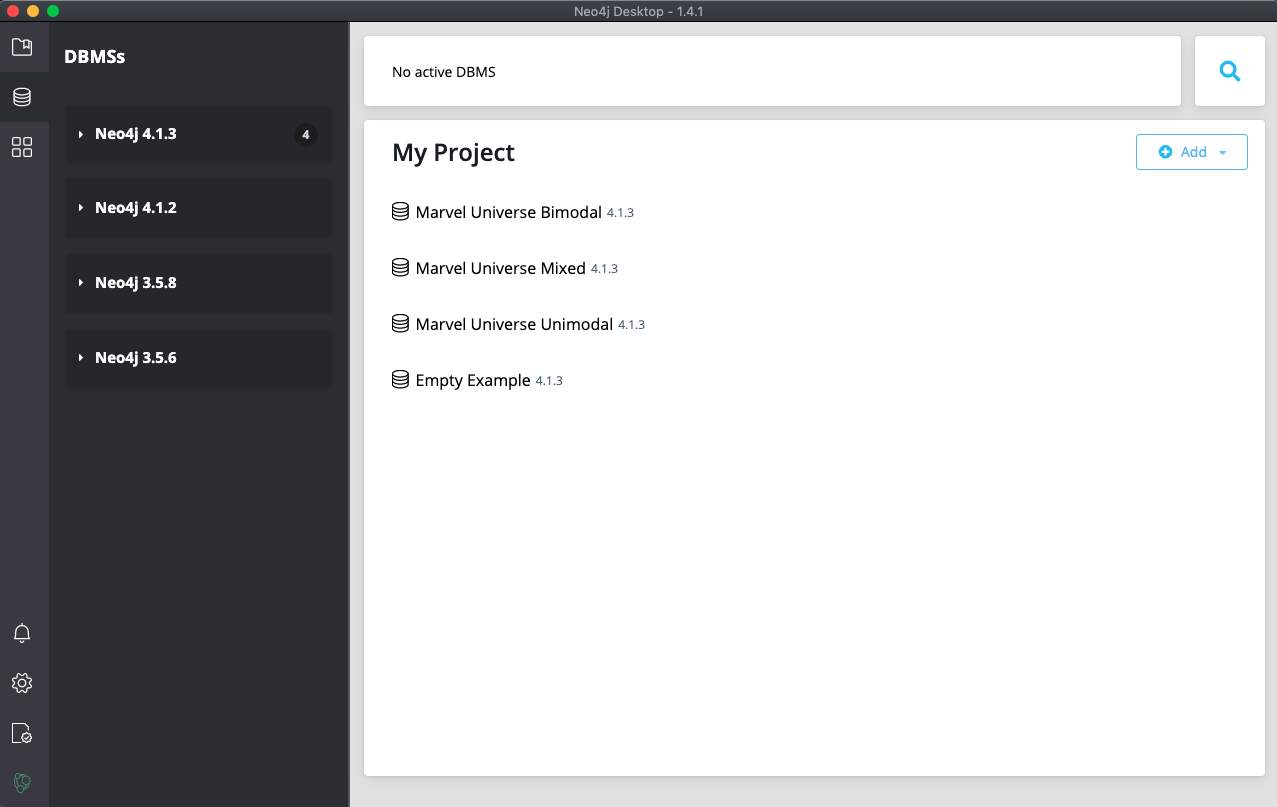 Neo4j Desktop - 1.4.1
DBMSs
Neo4j 4.1.3 4
Neo4j 4.1.2
Neo4j 3.5.8
Neo4j 3.5.6
No active DBMS
My Project
Add
Marvel Universe Bimodal 4.1.3
Marvel Universe Mixed 4.1.3
Marvel Universe Unimodal 4.1.3
Empty Example 4.1.3